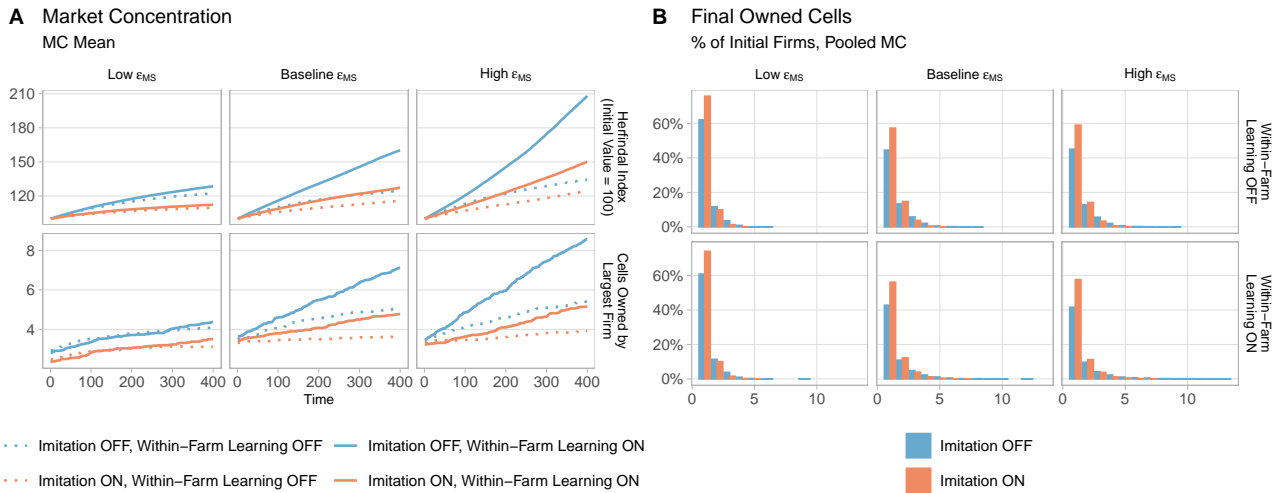 A Market Concentration
MC Mean
Low εMS
Baseline εMS
High εMS
210
180
150
120
Herfindal Index
(Initial Value = 100)
8
6
4
Cells Owned by
Largest Firm
0 100 200 300 400 0 100 200 300 400 0 100 200 300 400
Time
Imitation OFF, Within−Farm Learning OFF
Imitation OFF, Within−Farm Learning ON
Imitation ON, Within−Farm Learning OFF
Imitation ON, Within−Farm Learning ON
B Final Owned Cells
% of Initial Firms, Pooled MC
Low εMS
Baseline εMS
High εMS
60%
40%
20%
0%
Within−Farm
Learning OFF
60%
40%
20%
0%
Within−Farm
Learning ON
0 5 10 0 5 10 0 5 10
Imitation OFF
Imitation ON